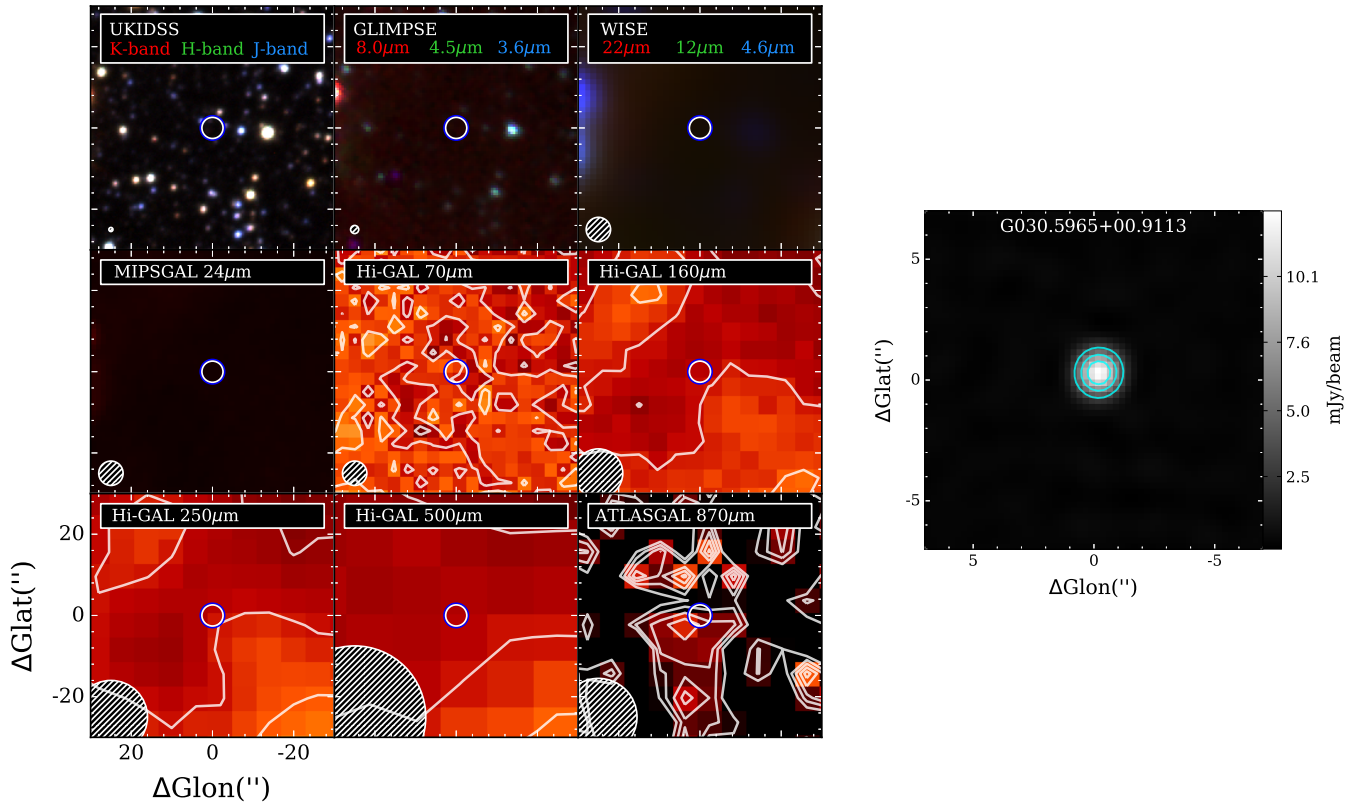 UKIDSS
K-band H-band J-band
GLIMPSE
8.0μm 4.5μm 3.6μm
WISE
22μm 12μm 4.6μm
MIPSGAL 24μm
Hi-GAL 70μm
Hi-GAL 160μm
Hi-GAL 250μm
Hi-GAL 500μm
ATLASGAL 870μm
20
0
-20
ΔGlat('')
20 0 -20
ΔGlon('')
G030.5965+00.9113
5
0
-5
ΔGlat('')
5 0 -5
ΔGlon('')
10.1
7.6
5.0
2.5
mJy/beam